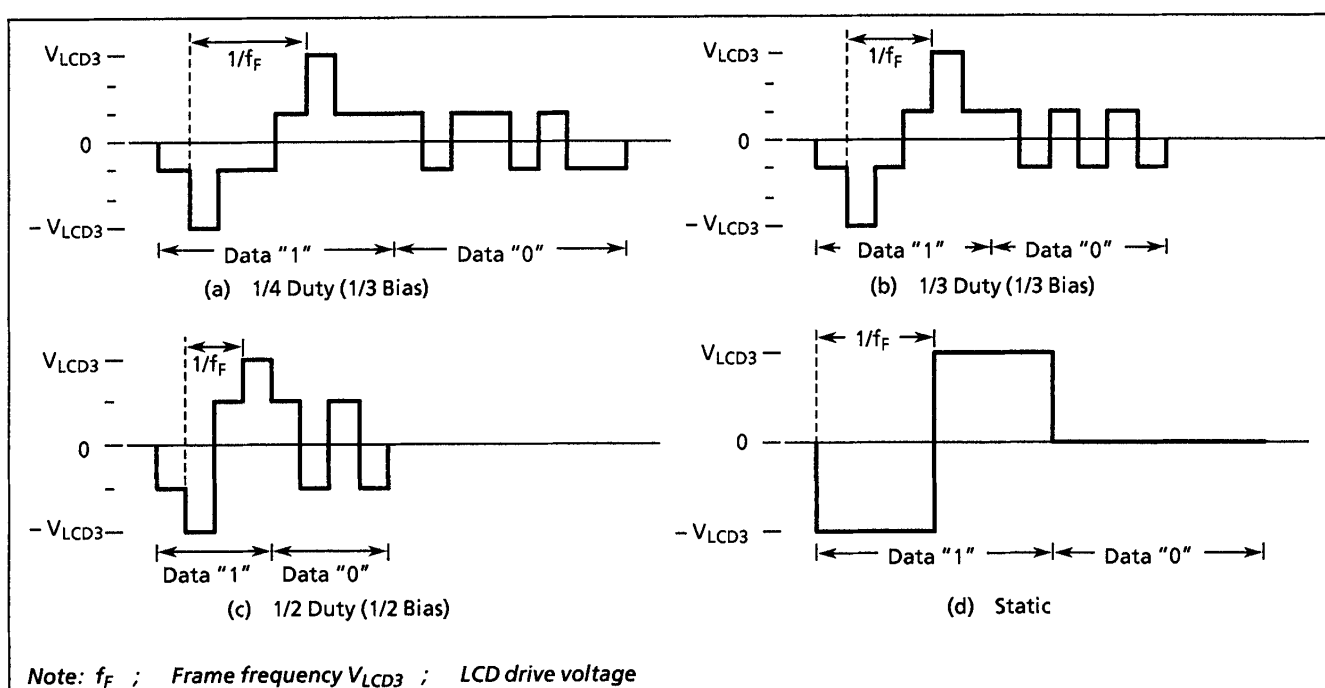 V_LCD3
0
– V_LCD3
1/f_F
Data "1"
Data "0"
(a) 1/4 Duty (1/3 Bias)
V_LCD3
0
– V_LCD3
1/f_F
Data "1"
Data "0"
(b) 1/3 Duty (1/3 Bias)
V_LCD3
0
– V_LCD3
1/f_F
Data "1"
Data "0"
(c) 1/2 Duty (1/2 Bias)
V_LCD3
0
– V_LCD3
1/f_F
Data "1"
Data "0"
(d) Static
Note: f_F ; Frame frequency V_LCD3 ; LCD drive voltage